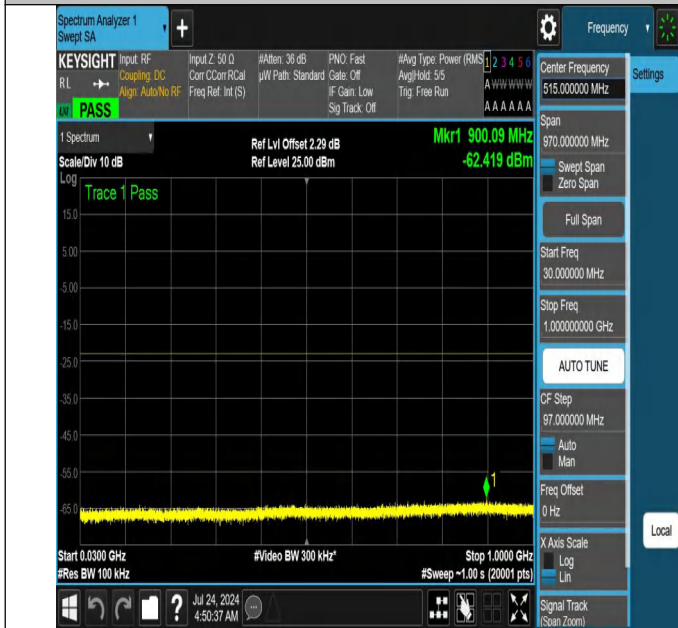 Spectrum Analyzer 1
Swept SA
+
Frequency
KEYSIGHT
RL
LXI
PASS
Input: RF
Coupling: DC
Align: Auto/No RF
Input Z: 50 Ω
Corr CCorr RCal
Freq Ref: Int (S)
#Atten: 36 dB
µW Path: Standard
PNO: Fast
Gate: Off
IF Gain: Low
Sig Track: Off
#Avg Type: Power (RMS
Avg|Hold: 5/5
Trig: Free Run
1 2 3 4 5 6
A W W W W W
A A A A A A
1 Spectrum
Scale/Div 10 dB
Log
Ref Lvl Offset 2.29 dB
Ref Level 25.00 dBm
Mkr1 900.09 MHz
-62.419 dBm
Trace 1 Pass
15.0
5.00
-5.00
-15.0
-25.0
-35.0
-45.0
-55.0
-65.0
1
Start 0.0300 GHz
#Res BW 100 kHz
#Video BW 300 kHz*
Stop 1.0000 GHz
#Sweep ~1.00 s (20001 pts)
Center Frequency
515.000000 MHz
Settings
Span
970.000000 MHz
Swept Span
Zero Span
Full Span
Start Freq
30.000000 MHz
Stop Freq
1.000000000 GHz
AUTO TUNE
CF Step
97.000000 MHz
Auto
Man
Freq Offset
0 Hz
X Axis Scale
Log
Lin
Local
Signal Track
(Span Zoom)
?
Jul 24, 2024
4:50:37 AM